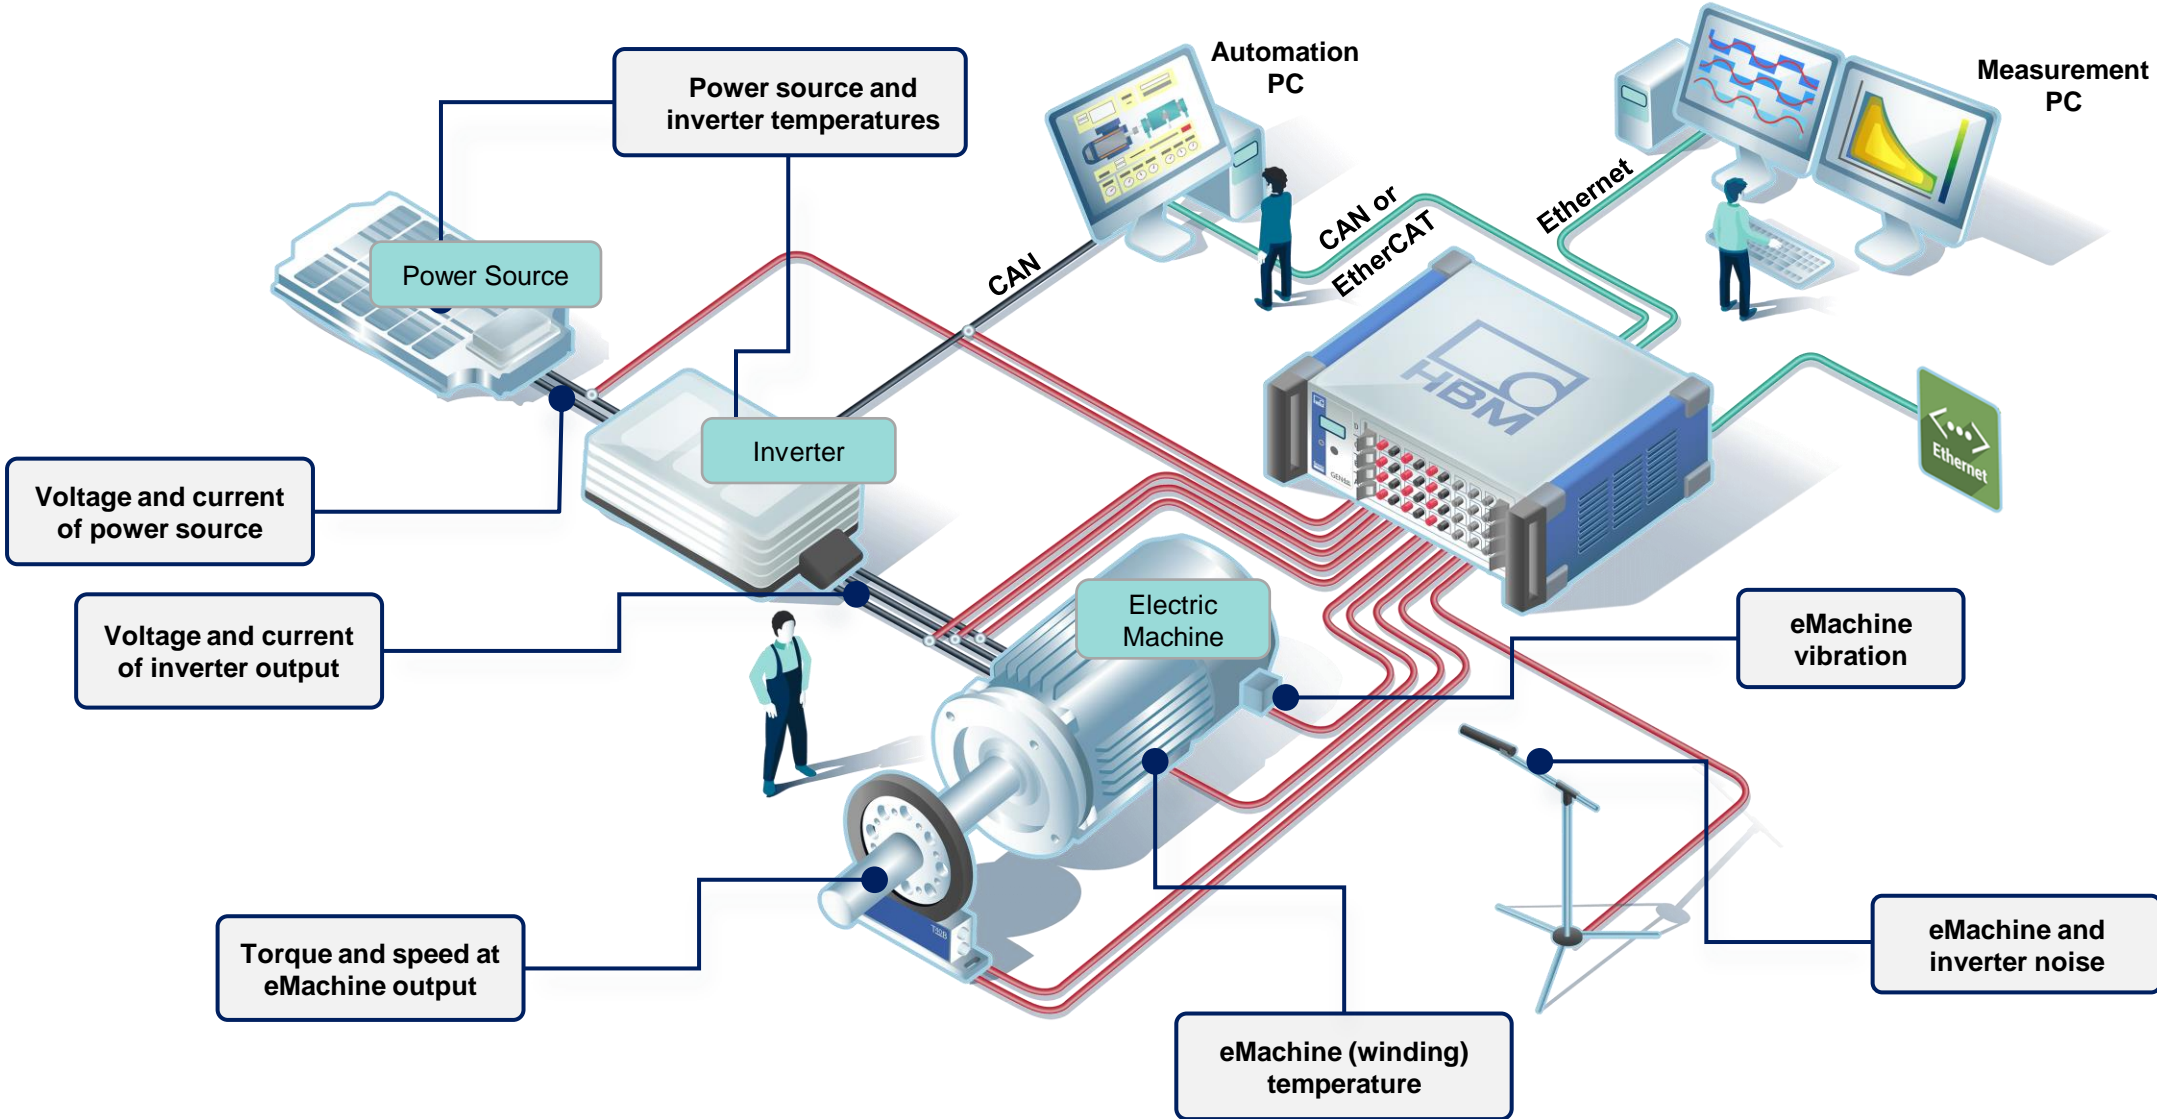 Automation
PC
Measurement
PC
Power source and
inverter temperatures
CAN or
EtherCAT
Ethernet
CAN
Power Source
HBM
Inverter
Ethernet
Voltage and current
of power source
Voltage and current
of inverter output
Electric
Machine
eMachine
vibration
Torque and speed at
eMachine output
eMachine and
inverter noise
eMachine (winding)
temperature